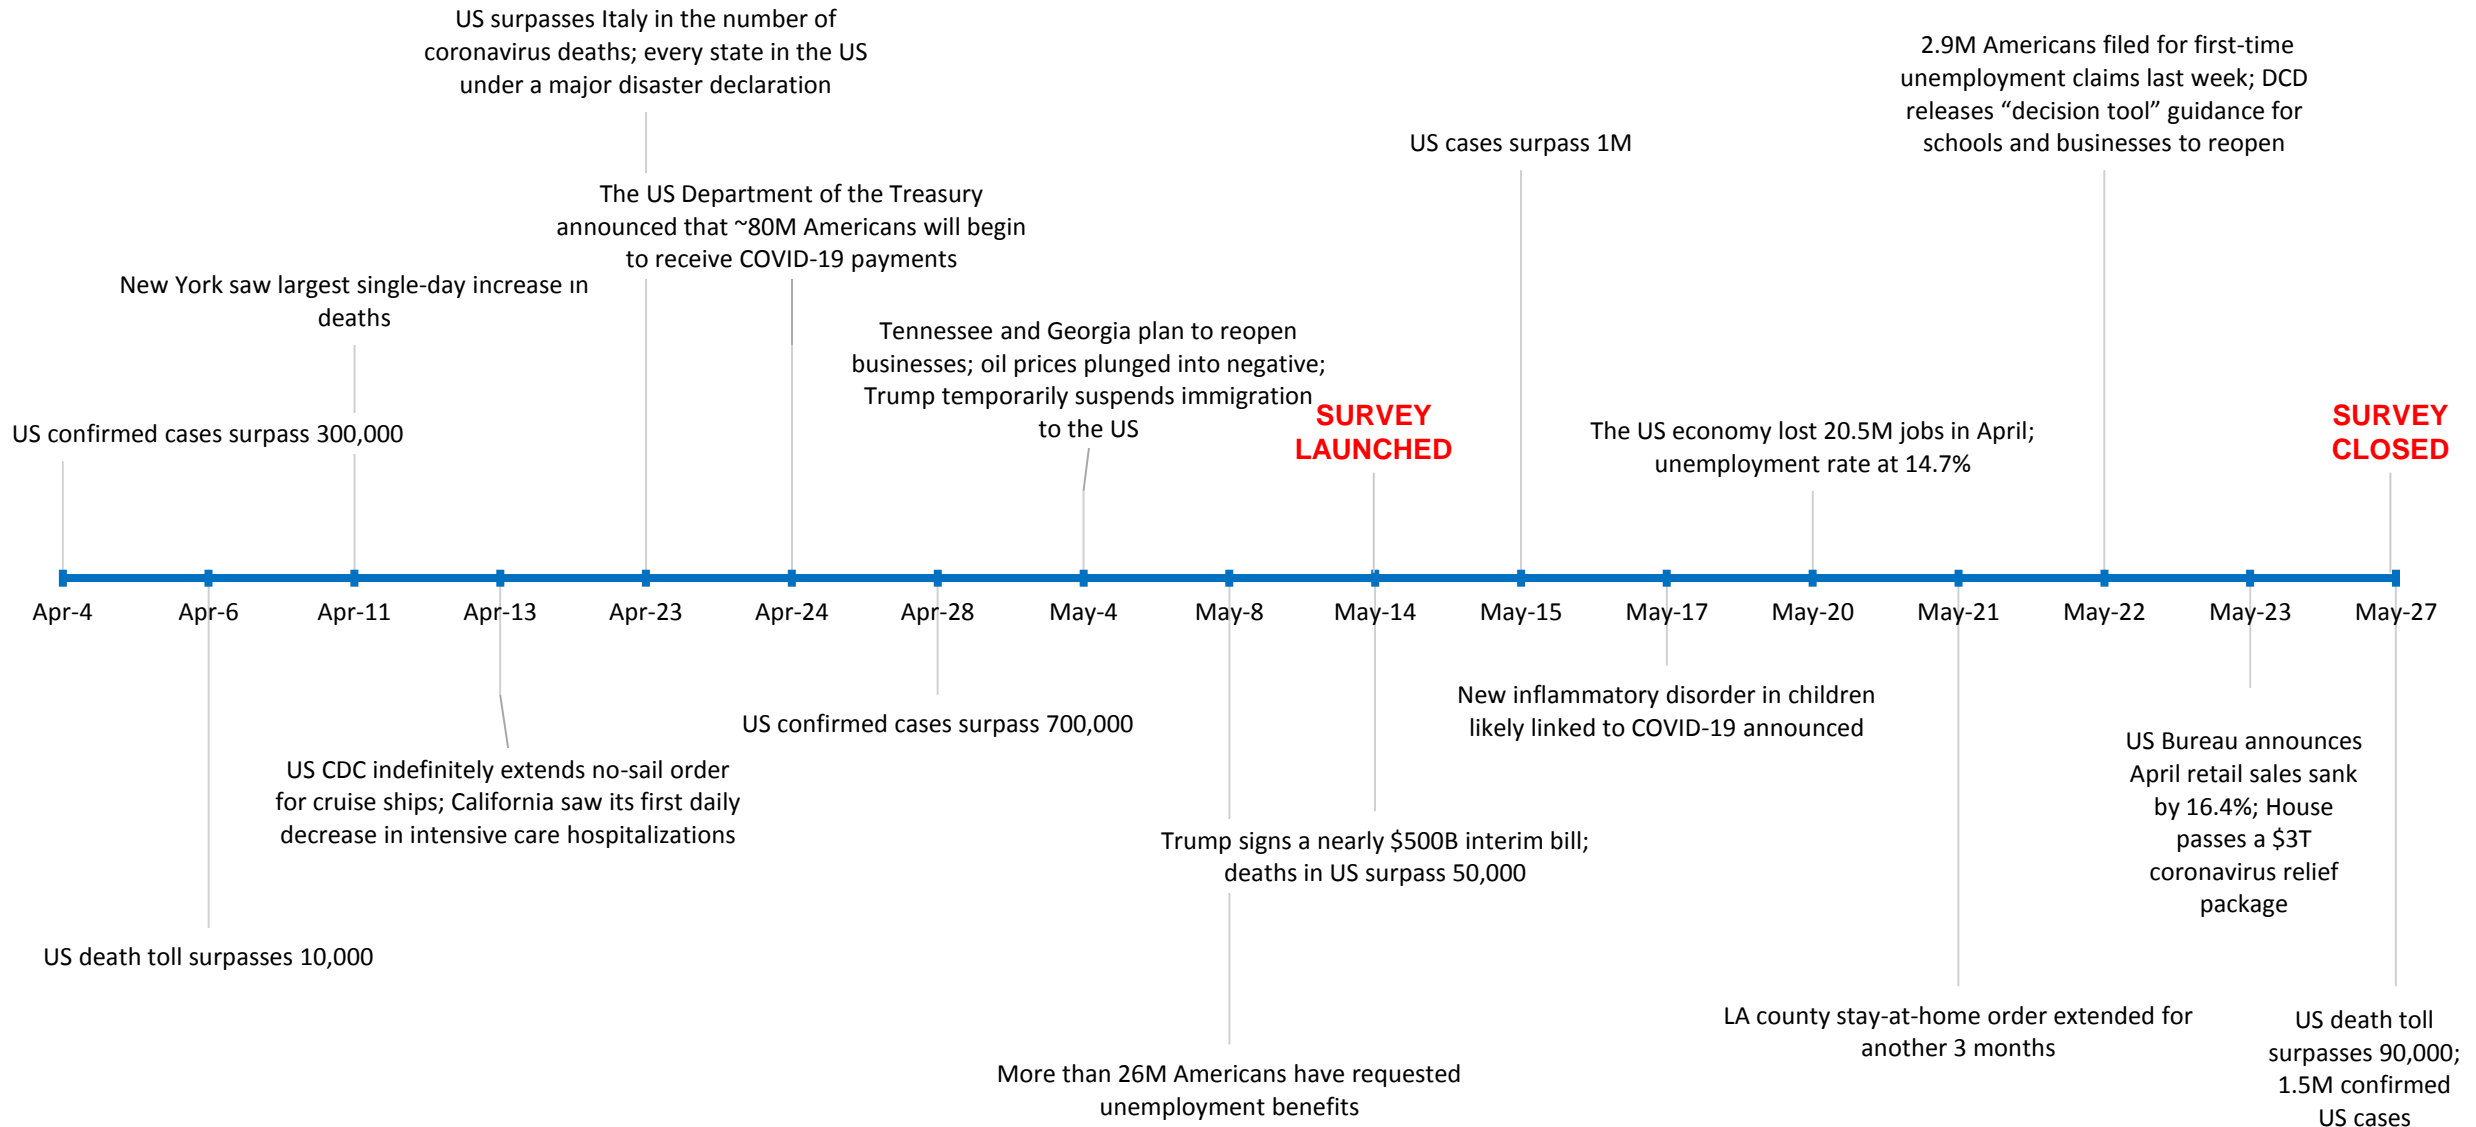 US surpasses Italy in the number of
coronavirus deaths; every state in the US
under a major disaster declaration
2.9M Americans filed for first-time
unemployment claims last week; DCD
releases “decision tool” guidance for
schools and businesses to reopen
US cases surpass 1M
The US Department of the Treasury
announced that ~80M Americans will begin
to receive COVID-19 payments
New York saw largest single-day increase in
deaths
Tennessee and Georgia plan to reopen
businesses; oil prices plunged into negative;
Trump temporarily suspends immigration
to the US
SURVEY
LAUNCHED
US confirmed cases surpass 300,000
The US economy lost 20.5M jobs in April;
unemployment rate at 14.7%
SURVEY
CLOSED
Apr-4 Apr-6 Apr-11 Apr-13 Apr-23 Apr-24 Apr-28 May-4 May-8 May-14 May-15 May-17 May-20 May-21 May-22 May-23 May-27
New inflammatory disorder in children
likely linked to COVID-19 announced
US confirmed cases surpass 700,000
US CDC indefinitely extends no-sail order
for cruise ships; California saw its first daily
decrease in intensive care hospitalizations
US Bureau announces
April retail sales sank
by 16.4%; House
passes a $3T
coronavirus relief
package
Trump signs a nearly $500B interim bill;
deaths in US surpass 50,000
US death toll surpasses 10,000
LA county stay-at-home order extended for
another 3 months
US death toll
surpasses 90,000;
1.5M confirmed
US cases
More than 26M Americans have requested
unemployment benefits